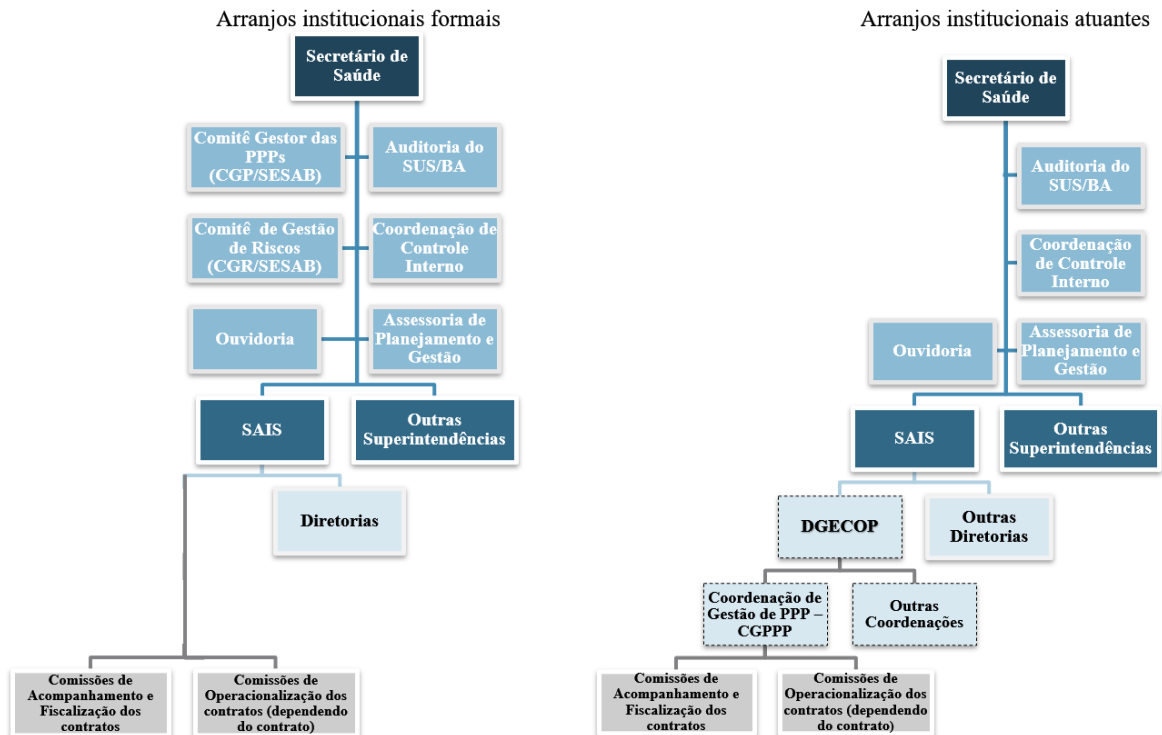 Arranjos institucionais formais
Secretário de
Saúde
Comitê Gestor das
PPPs
(CGP/SESAB)
Auditoria do
SUS/BA
Comitê de Gestão
de Riscos
(CGR/SESAB)
Coordenação de
Controle
Interno
Ouvidoria
Assessoria de
Planejamento e
Gestão
SAIS
Outras
Superintendências
Diretorias
Comissões de
Acompanhamento e
Fiscalização dos
contratos
Comissões de
Operacionalização dos
contratos (dependendo
do contrato)
Arranjos institucionais atuantes
Secretário de
Saúde
Auditoria do
SUS/BA
Coordenação
de Controle
Interno
Ouvidoria
Assessoria de
Planejamento e
Gestão
SAIS
Outras
Superintendências
DGECOP
Outras
Diretorias
Coordenação de
Gestão de PPP –
CGPPP
Outras
Coordenações
Comissões de
Acompanhamento e
Fiscalização dos
contratos
Comissões de
Operacionalização dos
contratos (dependendo
do contrato)